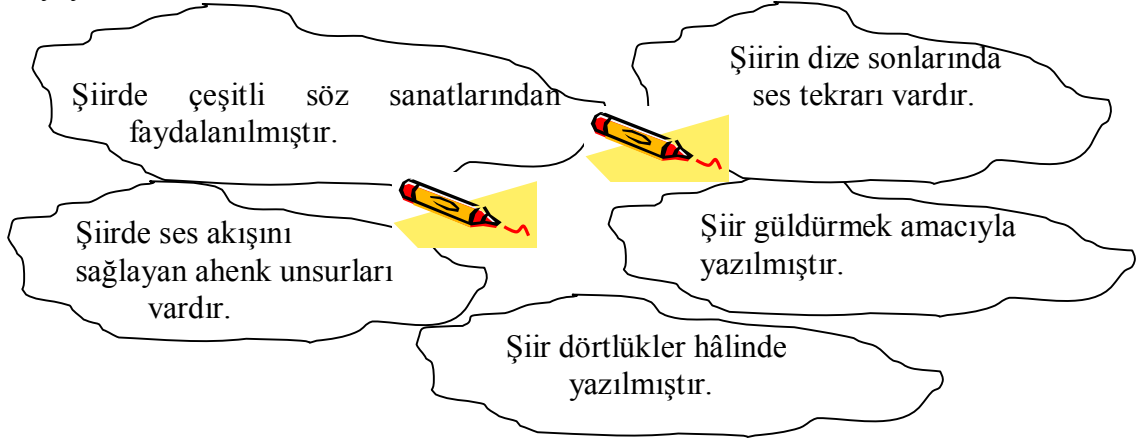 Şiirde çeşitli söz sanatlarından
faydalanılmıştır.
Şiirin dize sonlarında
ses tekrarı vardır.
Şiirde ses akışını
sağlayan ahenk unsurları
vardır.
Şiir güldürmek amacıyla
yazılmıştır.
Şiir dörtlükler hâlinde
yazılmıştır.